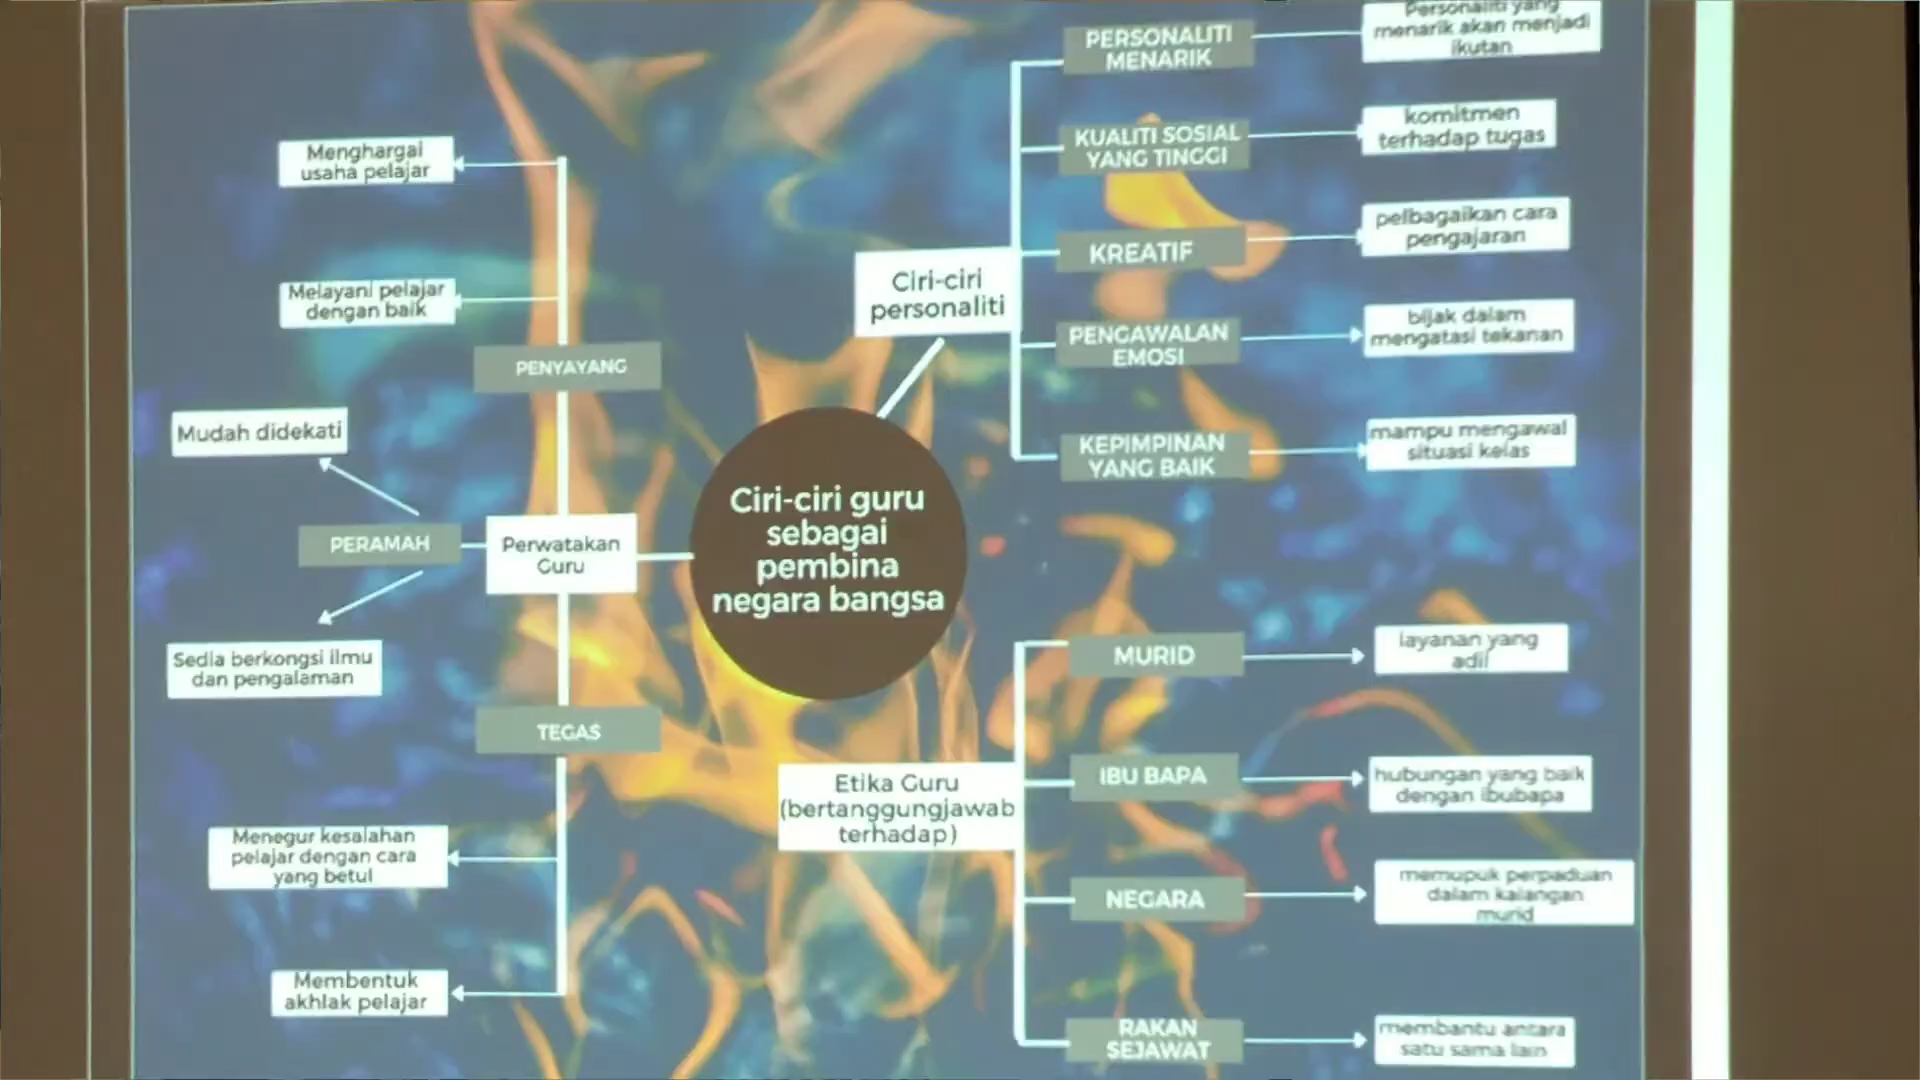 Ciri-ciri guru
sebagai
pembina
negara bangsa
Ciri-ciri
personaliti
PERSONALITI
MENARIK
Personaliti yang
menarik akan menjadi
ikutan
KUALITI SOSIAL
YANG TINGGI
komitmen
terhadap tugas
KREATIF
pelbagaikan cara
pengajaran
PENGAWALAN
EMOSI
bijak dalam
mengatasi tekanan
KEPIMPINAN
YANG BAIK
mampu mengawal
situasi kelas
Perwatakan
Guru
PENYAYANG
Menghargai
usaha pelajar
Melayani pelajar
dengan baik
PERAMAH
Mudah didekati
Sedia berkongsi ilmu
dan pengalaman
TEGAS
Menegur kesalahan
pelajar dengan cara
yang betul
Membentuk
akhlak pelajar
Etika Guru
(bertanggungjawab
terhadap)
MURID
layanan yang
adil
IBU BAPA
hubungan yang baik
dengan ibubapa
NEGARA
memupuk perpaduan
dalam kalangan
murid
RAKAN
SEJAWAT
membantu antara
satu sama lain